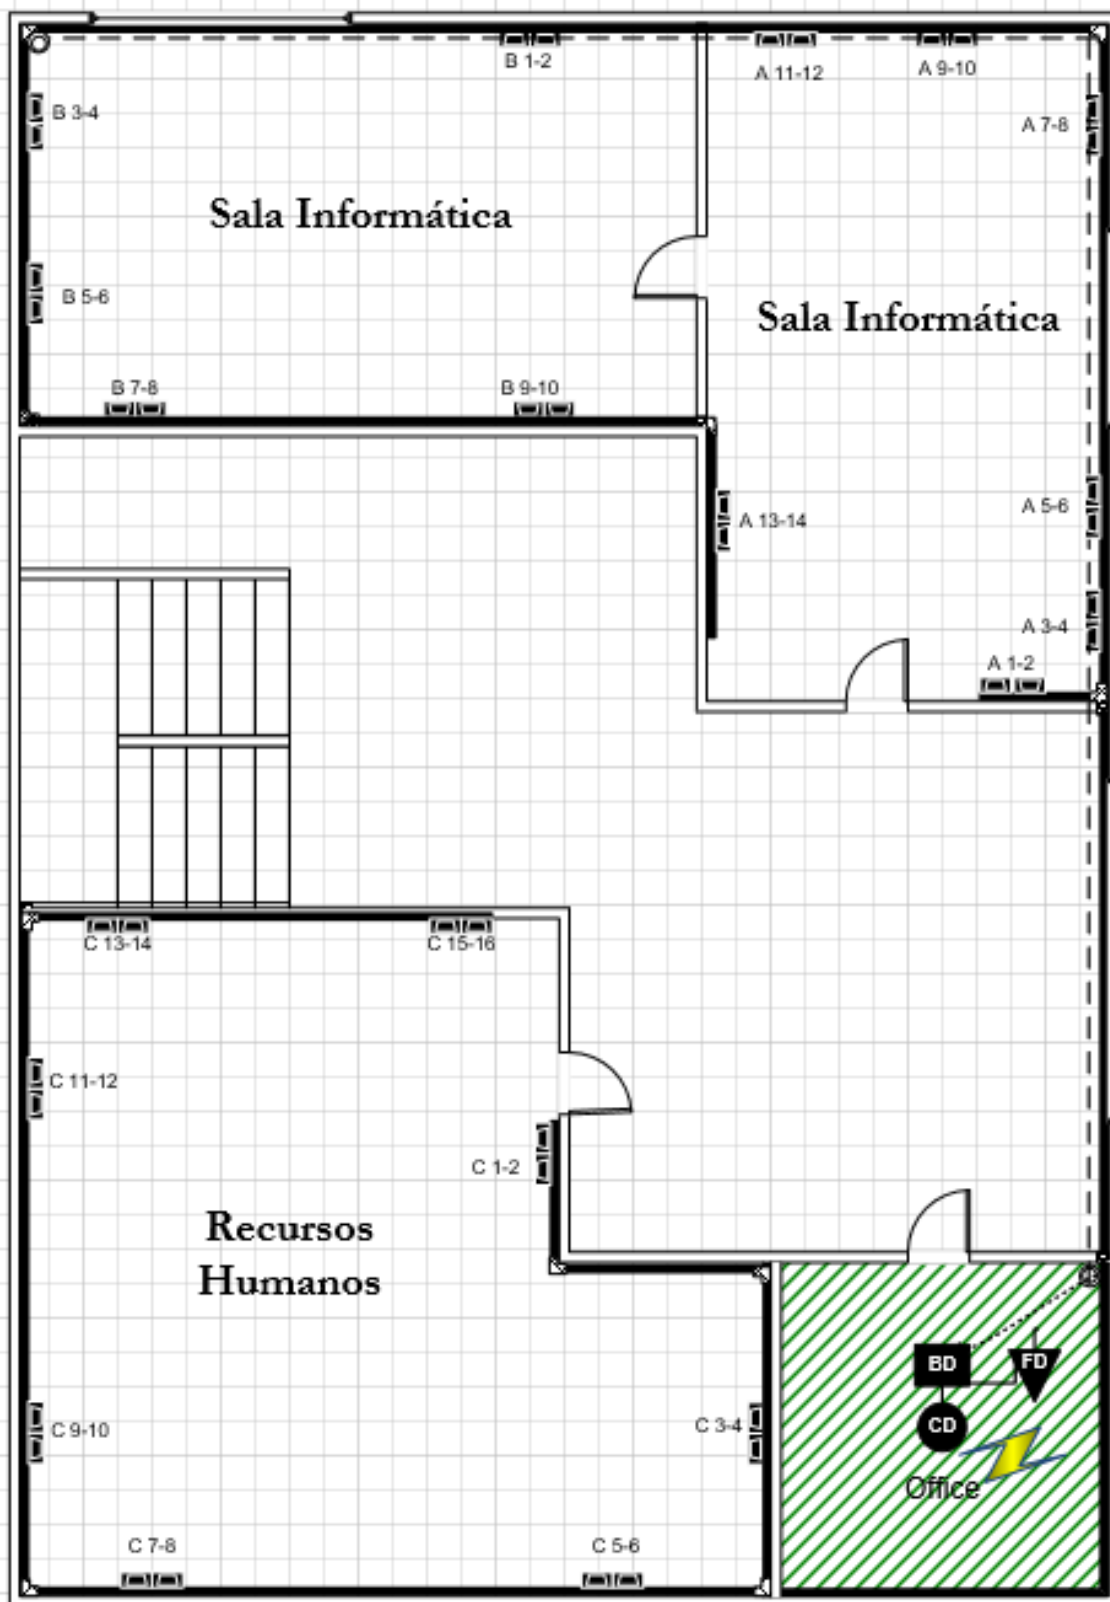 B 1-2
A 11-12
A 9-10
B 3-4
A 7-8
Sala Informática
B 5-6
Sala Informática
B 7-8
B 9-10
A 13-14
A 5-6
A 3-4
A 1-2
C 13-14
C 15-16
C 11-12
C 1-2
Recursos
Humanos
BD
FD
C 9-10
C 3-4
CD
Office
C 7-8
C 5-6